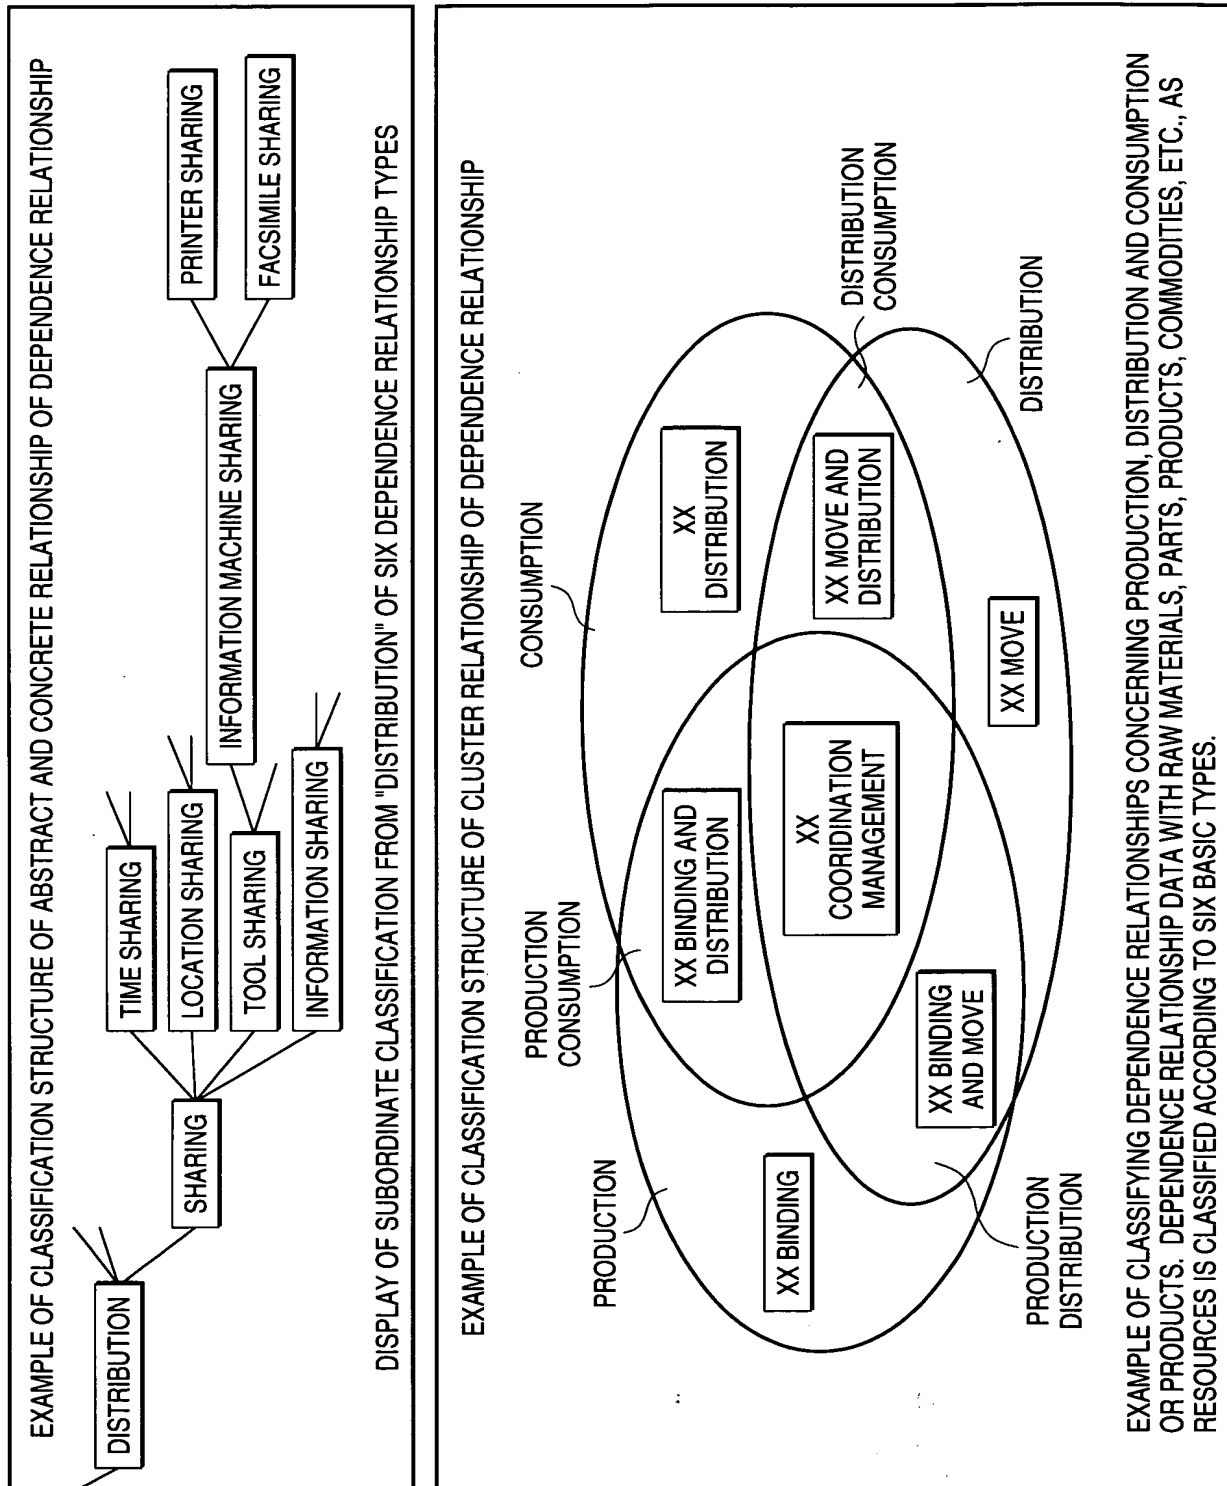 EXAMPLE OF CLASSIFICATION STRUCTURE OF ABSTRACT AND CONCRETE RELATIONSHIP OF DEPENDENCE RELATIONSHIP
DISTRIBUTION
SHARING
TIME SHARING
LOCATION SHARING
TOOL SHARING
INFORMATION SHARING
INFORMATION MACHINE SHARING
PRINTER SHARING
FACSIMILE SHARING
DISPLAY OF SUBORDINATE CLASSIFICATION FROM "DISTRIBUTION" OF SIX DEPENDENCE RELATIONSHIP TYPES
EXAMPLE OF CLASSIFICATION STRUCTURE OF CLUSTER RELATIONSHIP OF DEPENDENCE RELATIONSHIP
PRODUCTION
PRODUCTION
CONSUMPTION
CONSUMPTION
XX BINDING AND
DISTRIBUTION
XX
DISTRIBUTION
XX BINDING
XX
COORIDINATION
MANAGEMENT
XX MOVE AND
DISTRIBUTION
DISTRIBUTION
CONSUMPTION
XX BINDING
AND MOVE
XX MOVE
PRODUCTION
DISTRIBUTION
DISTRIBUTION
EXAMPLE OF CLASSIFYING DEPENDENCE RELATIONSHIPS CONCERNING PRODUCTION, DISTRIBUTION AND CONSUMPTION
OR PRODUCTS. DEPENDENCE RELATIONSHIP DATA WITH RAW MATERIALS, PARTS, PRODUCTS, COMMODITIES, ETC., AS
RESOURCES IS CLASSIFIED ACCORDING TO SIX BASIC TYPES.